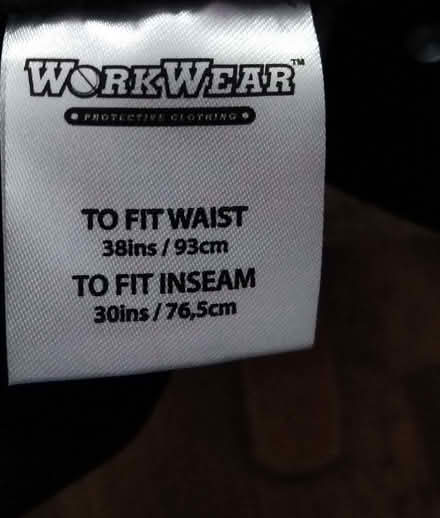 WORKWEAR™
PROTECTIVE CLOTHING
TO FIT WAIST
38ins / 93cm
TO FIT INSEAM
30ins / 76,5cm